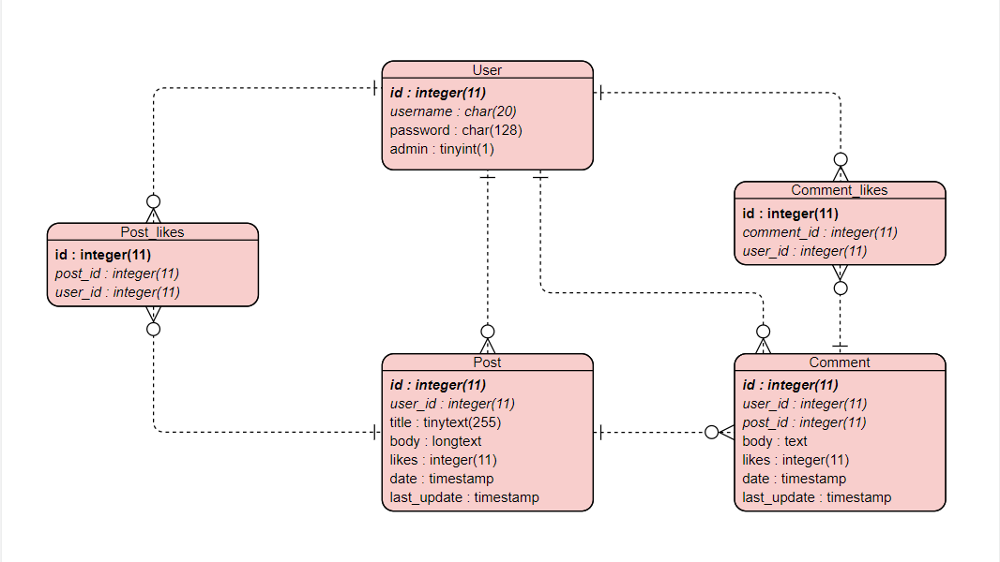 User
id : integer(11)
username : char(20)
password : char(128)
admin : tinyint(1)
Comment_likes
id : integer(11)
comment_id : integer(11)
user_id : integer(11)
Post_likes
id : integer(11)
post_id : integer(11)
user_id : integer(11)
Post
id : integer(11)
user_id : integer(11)
title : tinytext(255)
body : longtext
likes : integer(11)
date : timestamp
last_update : timestamp
Comment
id : integer(11)
user_id : integer(11)
post_id : integer(11)
body : text
likes : integer(11)
date : timestamp
last_update : timestamp